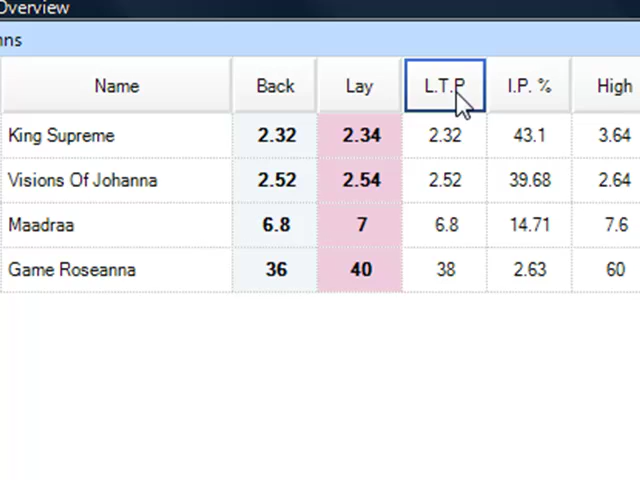 Overview
Name Back Lay L.T.P I.P. % High
King Supreme 2.32 2.34 2.32 43.1 3.64
Visions Of Johanna 2.52 2.54 2.52 39.68 2.64
Maadraa 6.8 7 6.8 14.71 7.6
Game Roseanna 36 40 38 2.63 60